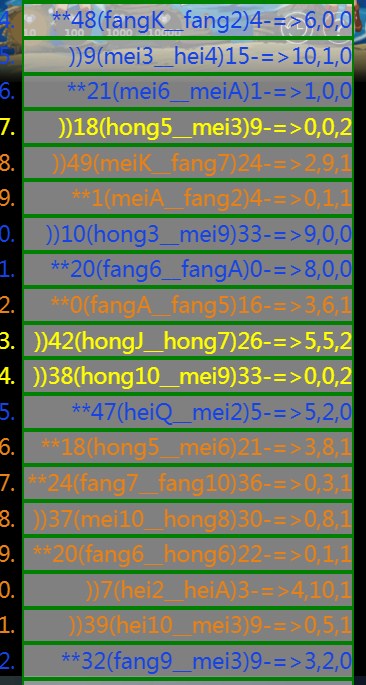 4. **48(fangK__fang2)4-=>6,0,0
5. ))9(mei3__hei4)15-=>10,1,0
6. **21(mei6__meiA)1-=>1,0,0
7. ))18(hong5__mei3)9-=>0,0,2
8. ))49(meiK__fang7)24-=>2,9,1
9. **1(meiA__fang2)4-=>0,1,1
0. ))10(hong3__mei9)33-=>9,0,0
1. **20(fang6__fangA)0-=>8,0,0
2. **0(fangA__fang5)16-=>3,6,1
3. ))42(hongJ__hong7)26-=>5,5,2
4. ))38(hong10__mei9)33-=>0,0,2
5. **47(heiQ__mei2)5-=>5,2,0
6. **18(hong5__mei6)21-=>3,8,1
7. **24(fang7__fang10)36-=>0,3,1
8. ))37(mei10__hong8)30-=>0,8,1
9. **20(fang6__hong6)22-=>0,1,1
0. ))7(hei2__heiA)3-=>4,10,1
1. ))39(hei10__mei3)9-=>0,5,1
2. **32(fang9__mei3)9-=>3,2,0